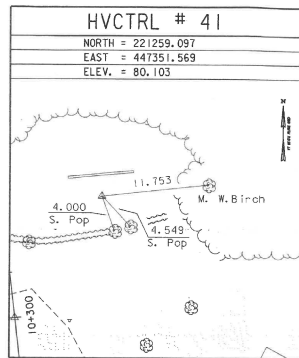 HVCTRL # 41
NORTH = 221259.097
EAST = 447351.569
ELEV. = 80.103
11.753
M. W.Birch
4.000
S. Pop
4.549
S. Pop
10+300